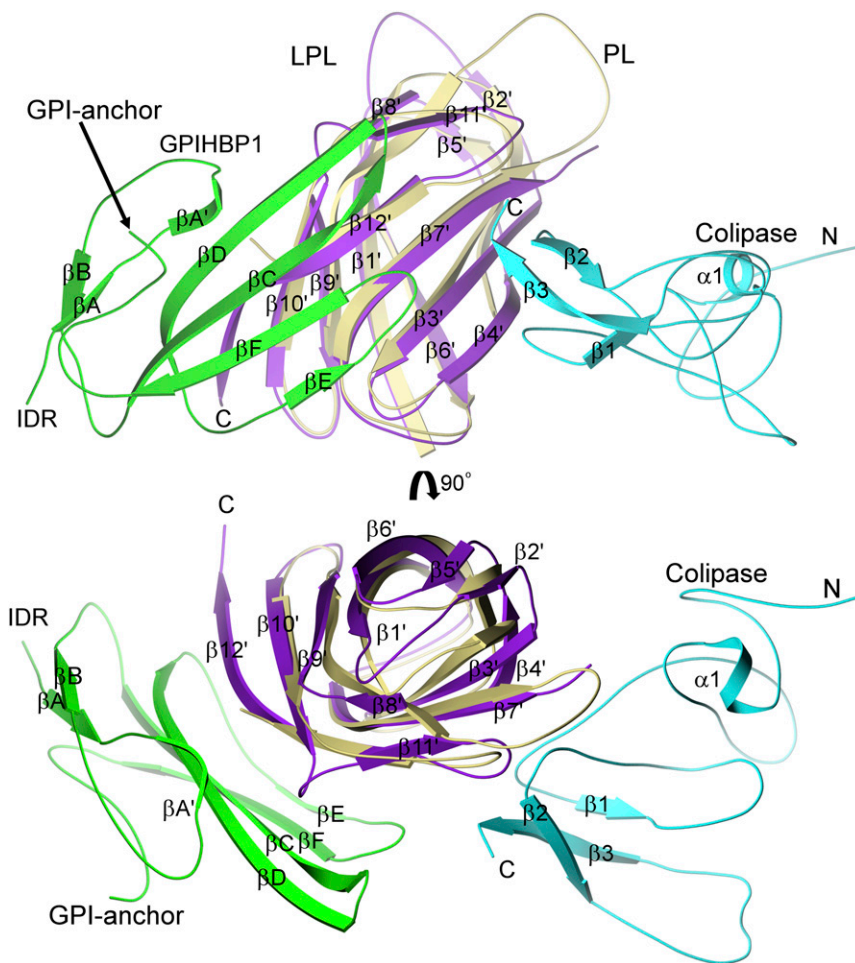 LPL
PL
GPI-anchor
GPIHBP1
β8'
β11'
β2'
β5'
βA'
βD
β12'
C
β7'
β2
Colipase
N
βB
βA
βC
β9'
β1'
β3
α1
β10'
β3'
βF
β6'
β4'
β1
IDR
C
βE
90°
C
β6'
β5'
β2'
Colipase
N
IDR
β10'
β1'
β12'
β9'
β3'
β4'
α1
βB
βA
β8'
β7'
β11'
βA'
βE
β2
β1
βC
βF
β3
βD
C
GPI-anchor